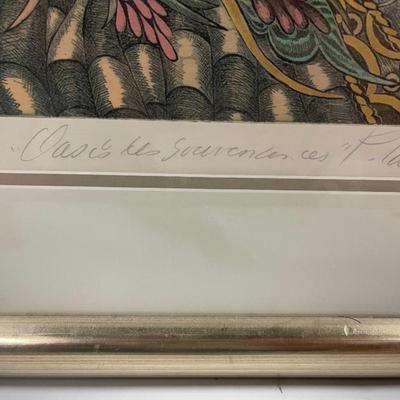 "Oasis des Souvenances" P.